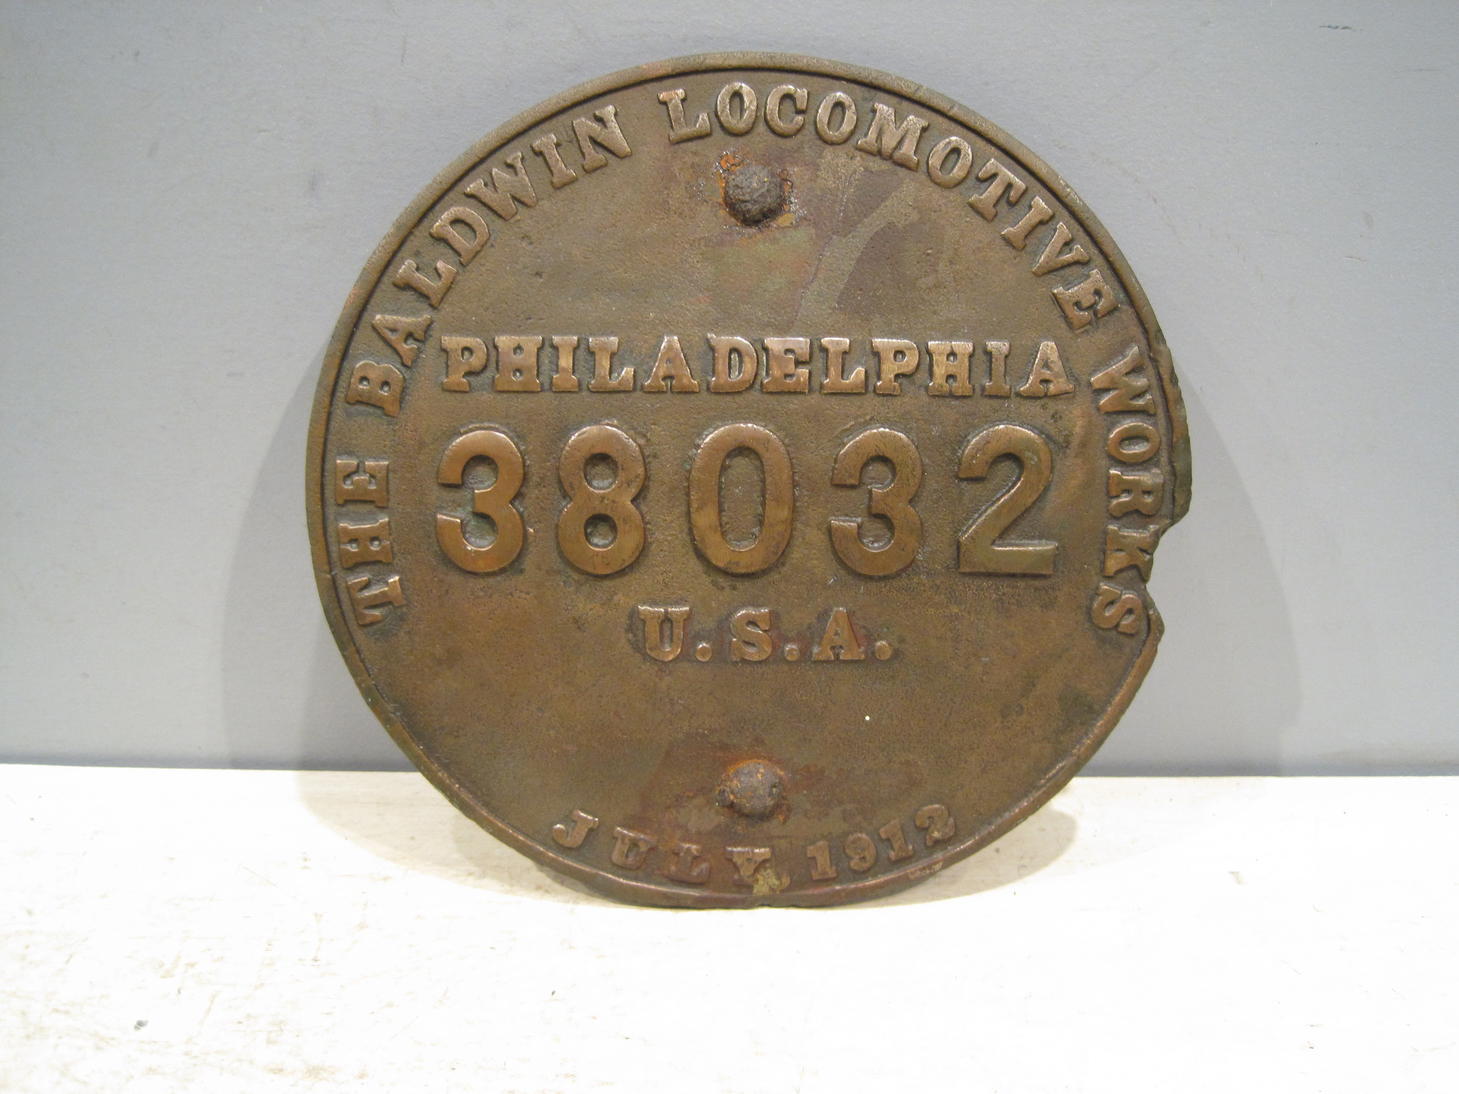 THE BALDWIN LOCOMOTIVE WORKS
PHILADELPHIA
38032
U.S.A.
JULY 1912